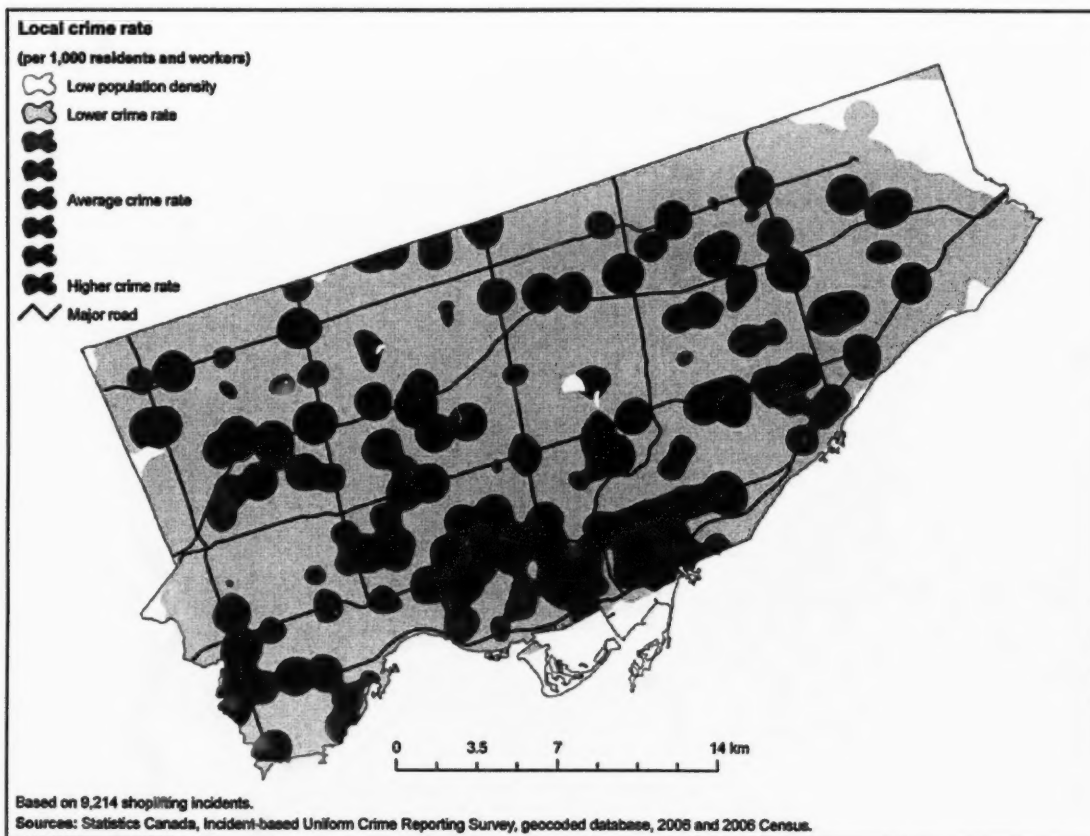 Local crime rate
(per 1,000 residents and workers)
Low population density
Lower crime rate
Average crime rate
Higher crime rate
Major road
0 3.5 7 14 km
Based on 9,214 shoplifting incidents.
Sources: Statistics Canada, Incident-based Uniform Crime Reporting Survey, geocoded database, 2006 and 2006 Census.